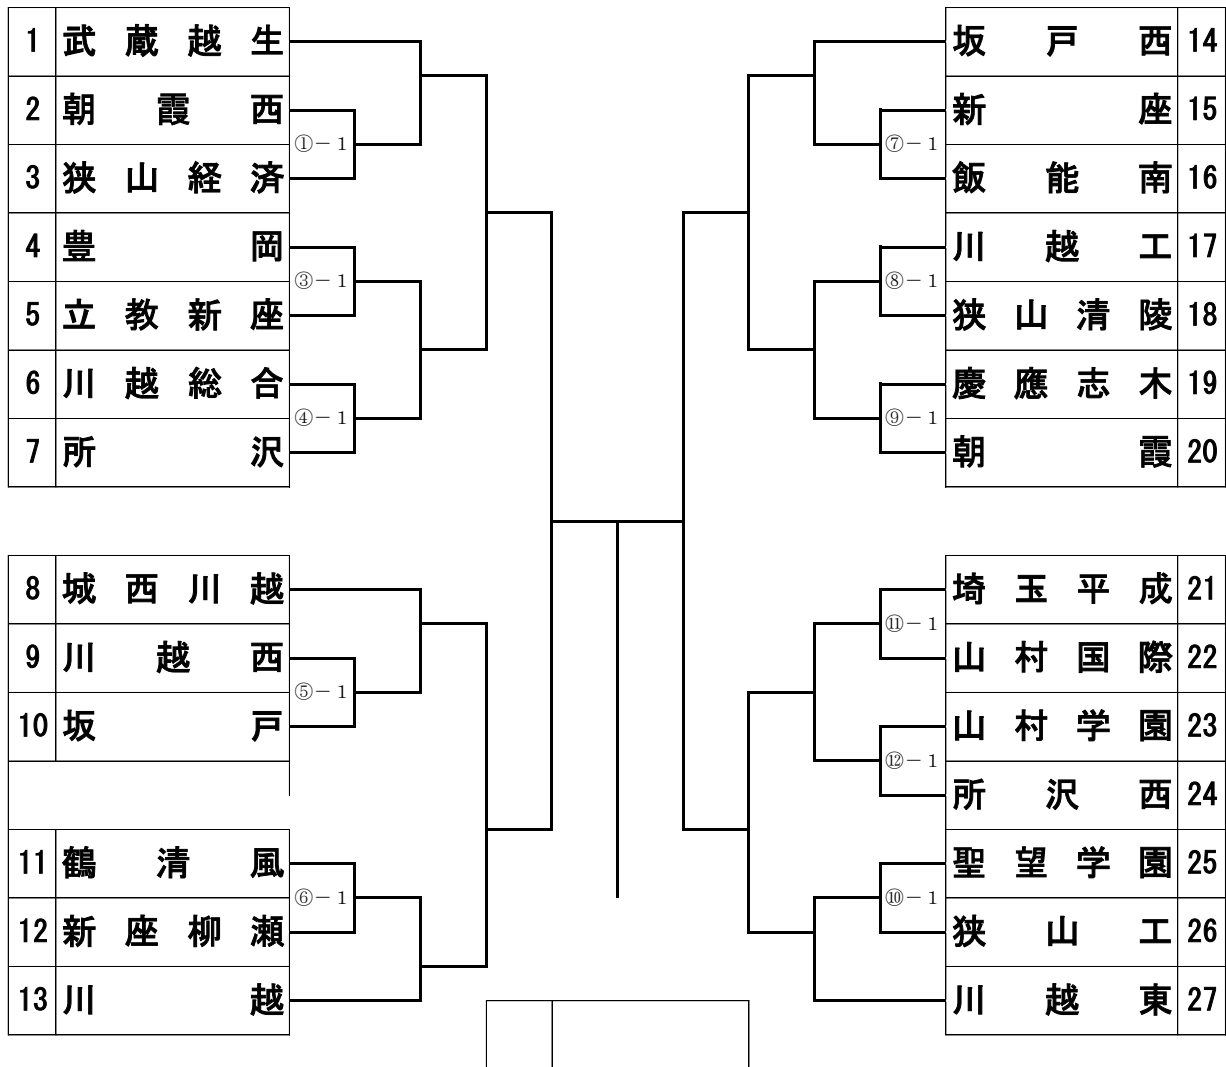 1 武蔵越生
2 朝霞西
①－1
3 狭山経済
4 豊岡
③－1
5 立教新座
6 川越総合
④－1
7 所沢
8 城西川越
9 川越西
⑤－1
10 坂戸
11 鶴清風
⑥－1
12 新座柳瀬
13 川越
坂戸西 14
新座 15
⑦－1
飯能南 16
川越工 17
⑧－1
狭山清陵 18
慶應志木 19
⑨－1
朝霞 20
埼玉平成 21
⑪－1
山村国際 22
山村学園 23
⑫－1
所沢西 24
聖望学園 25
⑩－1
狭山工 26
川越東 27